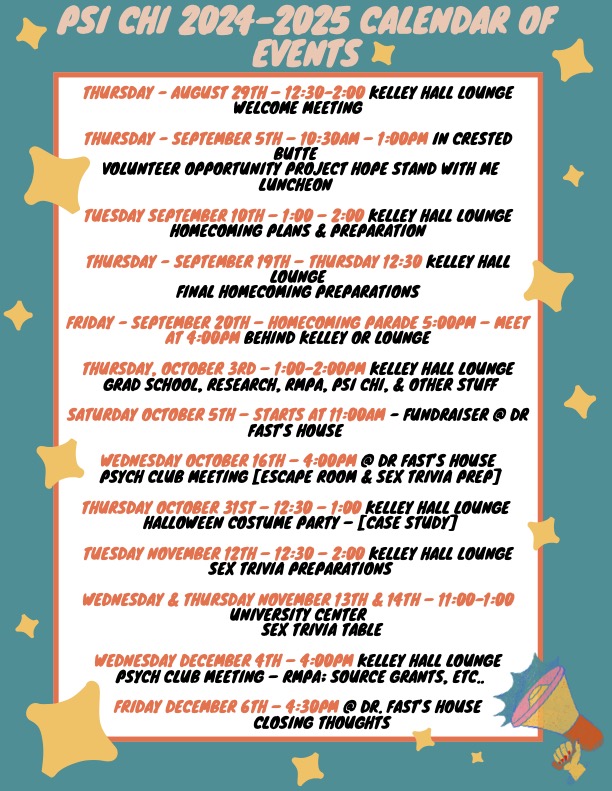 PSI CHI 2024-2025 CALENDAR OF
EVENTS
THURSDAY - AUGUST 29TH - 12:30-2:00 KELLEY HALL LOUNGE
WELCOME MEETING
THURSDAY - SEPTEMBER 5TH - 10:30AM - 1:00PM IN CRESTED
BUTTE
VOLUNTEER OPPORTUNITY PROJECT HOPE STAND WITH ME
LUNCHEON
TUESDAY SEPTEMBER 10TH - 1:00 - 2:00 KELLEY HALL LOUNGE
HOMECOMING PLANS & PREPARATION
THURSDAY - SEPTEMBER 19TH - THURSDAY 12:30 KELLEY HALL
LOUNGE
FINAL HOMECOMING PREPARATIONS
FRIDAY - SEPTEMBER 20TH - HOMECOMING PARADE 5:00PM - MEET
AT 4:00PM BEHIND KELLEY OR LOUNGE
THURSDAY, OCTOBER 3RD - 1:00-2:00PM KELLEY HALL LOUNGE
GRAD SCHOOL, RESEARCH, RMPA, PSI CHI, & OTHER STUFF
SATURDAY OCTOBER 5TH - STARTS AT 11:00AM - FUNDRAISER @ DR
FAST'S HOUSE
WEDNESDAY OCTOBER 16TH - 4:00PM @ DR FAST'S HOUSE
PSYCH CLUB MEETING [ESCAPE ROOM & SEX TRIVIA PREP]
THURSDAY OCTOBER 31ST - 12:30 - 1:00 KELLEY HALL LOUNGE
HALLOWEEN COSTUME PARTY - [CASE STUDY]
TUESDAY NOVEMBER 12TH - 12:30 - 2:00 KELLEY HALL LOUNGE
SEX TRIVIA PREPARATIONS
WEDNESDAY & THURSDAY NOVEMBER 13TH & 14TH - 11:00-1:00
UNIVERSITY CENTER
SEX TRIVIA TABLE
WEDNESDAY DECEMBER 4TH - 4:00PM KELLEY HALL LOUNGE
PSYCH CLUB MEETING - RMPA: SOURCE GRANTS, ETC..
FRIDAY DECEMBER 6TH - 4:30PM @ DR. FAST'S HOUSE
CLOSING THOUGHTS